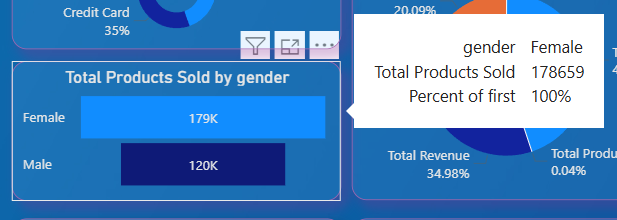 Credit Card
35%
Total Products Sold by gender
Female
179K
Male
120K
20.09%
gender Female
Total Products Sold 178659
Percent of first 100%
Total Revenue
34.98%
Total Produ
0.04%